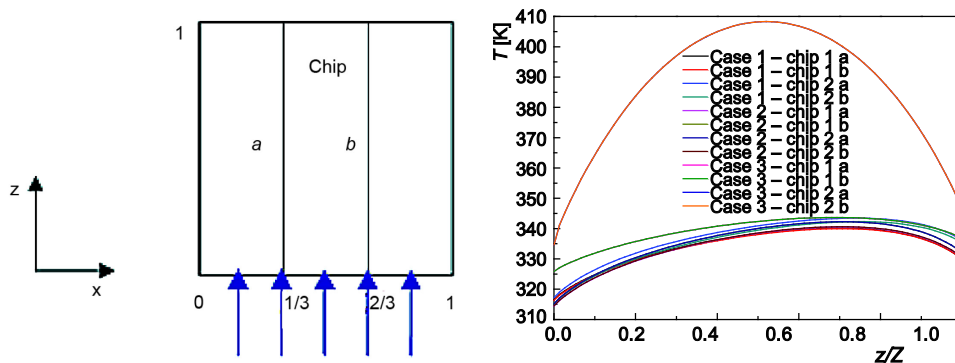 1
Chip
a
b
z
x
0
1/3
2/3
1
T [K]
410
400
390
380
370
360
350
340
330
320
310
Case 1 – chip 1 a
Case 1 – chip 1 b
Case 1 – chip 2 a
Case 1 – chip 2 b
Case 2 – chip 1 a
Case 2 – chip 1 b
Case 2 – chip 2 a
Case 2 – chip 2 b
Case 3 – chip 1 a
Case 3 – chip 1 b
Case 3 – chip 2 a
Case 3 – chip 2 b
0.0
0.2
0.4
0.6
0.8
1.0
z/Z